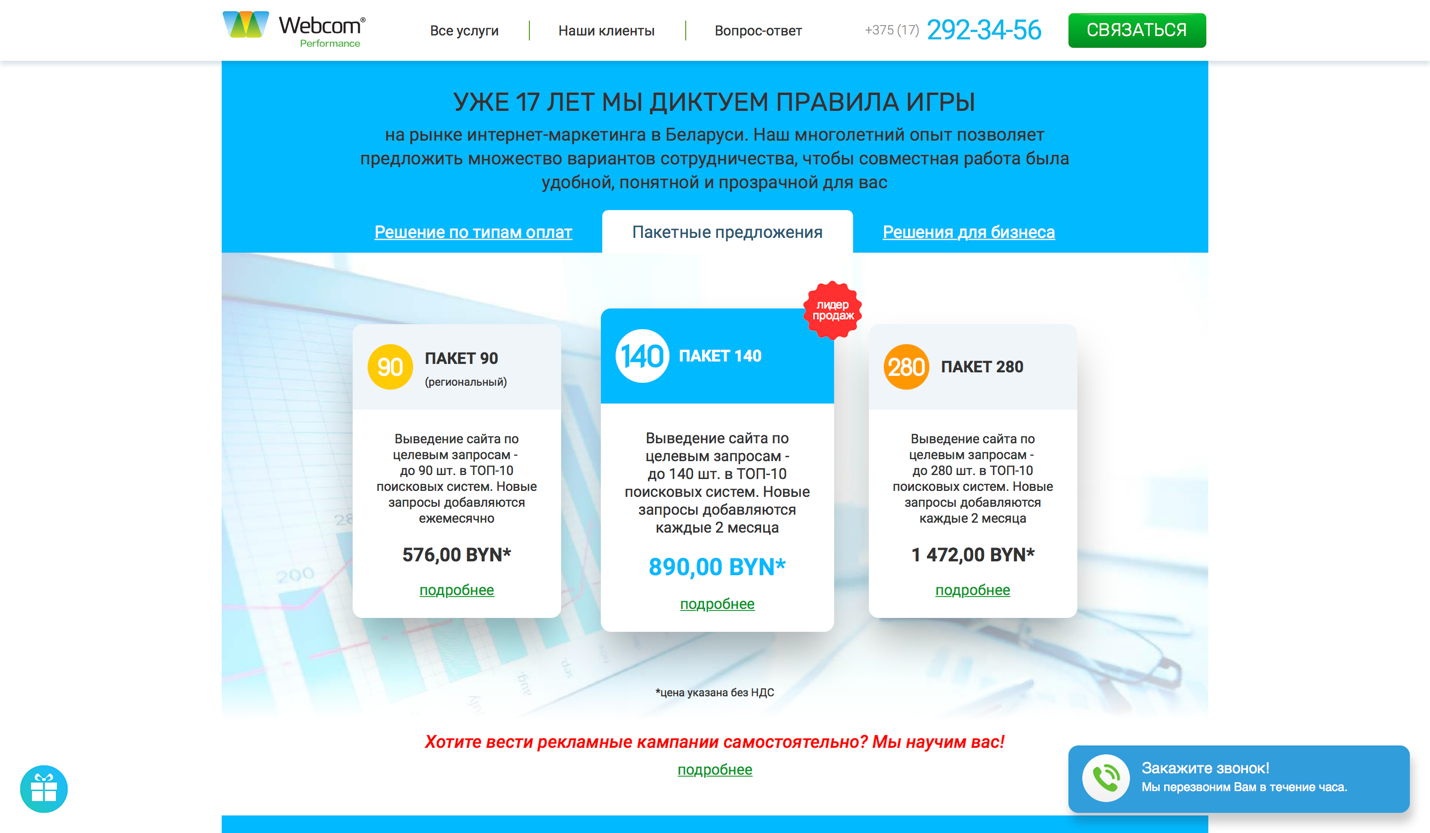 Webcom®
Performance
Все услуги
Наши клиенты
Вопрос-ответ
+375 (17) 292-34-56
СВЯЗАТЬСЯ
УЖЕ 17 ЛЕТ МЫ ДИКТУЕМ ПРАВИЛА ИГРЫ
на рынке интернет-маркетинга в Беларуси. Наш многолетний опыт позволяет
предложить множество вариантов сотрудничества, чтобы совместная работа была
удобной, понятной и прозрачной для вас
Решение по типам оплат
Пакетные предложения
Решения для бизнеса
90
ПАКЕТ 90
(региональный)
Выведение сайта по
целевым запросам -
до 90 шт. в ТОП-10
поисковых систем. Новые
запросы добавляются
ежемесячно
576,00 BYN*
подробнее
лидер
продаж
140
ПАКЕТ 140
Выведение сайта по
целевым запросам -
до 140 шт. в ТОП-10
поисковых систем. Новые
запросы добавляются
каждые 2 месяца
890,00 BYN*
подробнее
280
ПАКЕТ 280
Выведение сайта по
целевым запросам -
до 280 шт. в ТОП-10
поисковых систем. Новые
запросы добавляются
каждые 2 месяца
1 472,00 BYN*
подробнее
200
*цена указана без НДС
Хотите вести рекламные кампании самостоятельно? Мы научим вас!
подробнее
Закажите звонок!
Мы перезвоним Вам в течение часа.